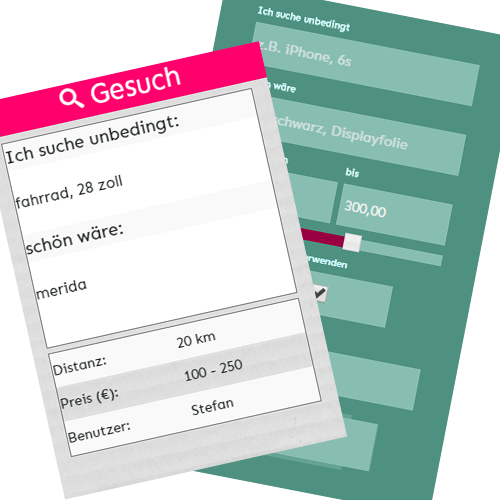 Gesuch
Ich suche unbedingt:
fahrrad, 28 zoll
schön wäre:
merida
Distanz: 20 km
Preis (€): 100 - 250
Benutzer: Stefan
Ich suche unbedingt
z.B. iPhone, 6s
wäre
schwarz, Displayfolie
bis
300,00